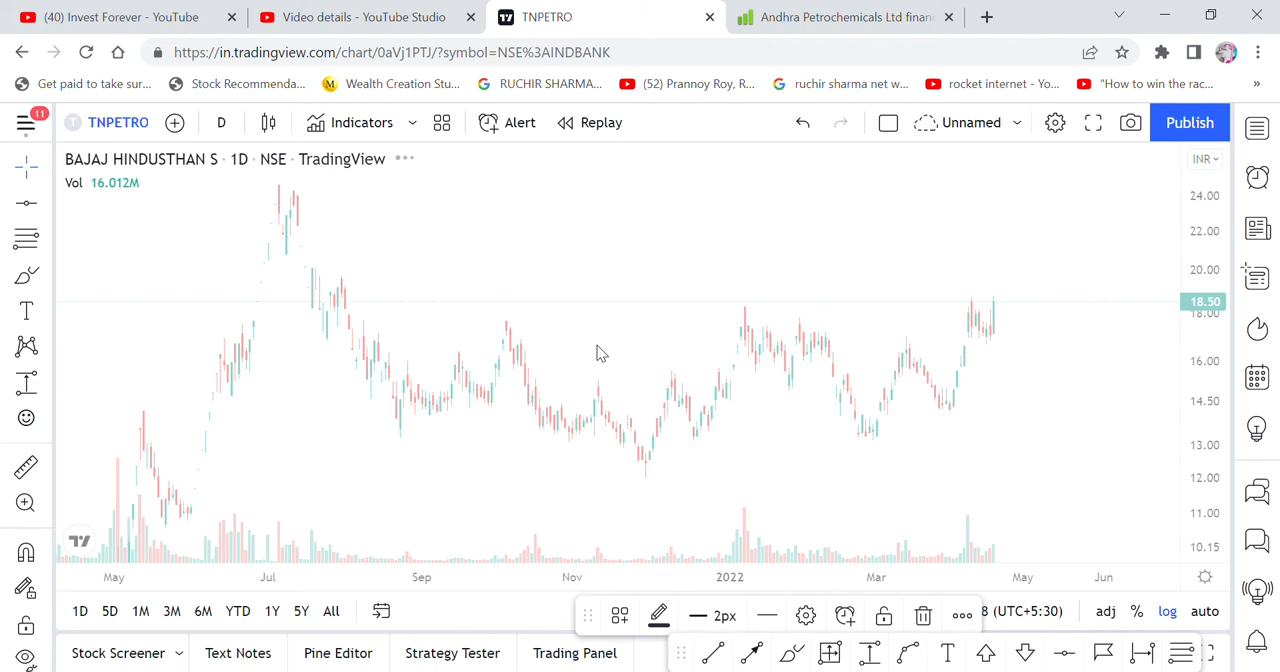 (40) Invest Forever - YouTube
Video details - YouTube Studio
TNPETRO
Andhra Petrochemicals Ltd finan
https://in.tradingview.com/chart/0aVj1PTJ/?symbol=NSE%3AINDBANK
Get paid to take sur...
Stock Recommenda...
Wealth Creation Stu...
RUCHIR SHARMA...
(52) Prannoy Roy, R...
ruchir sharma net w...
rocket internet - Yo...
"How to win the rac...
»
11
T TNPETRO
D
Indicators
Alert
Replay
Unnamed
Publish
BAJAJ HINDUSTHAN S · 1D · NSE · TradingView
INR
Vol 16.012M
24.00
22.00
20.00
18.50
18.00
16.00
14.50
13.00
12.00
11.00
10.15
May Jul Sep Nov 2022 Mar May Jun
1D 5D 1M 3M 6M YTD 1Y 5Y All
2px
8 (UTC+5:30)
adj % log auto
Stock Screener
Text Notes
Pine Editor
Strategy Tester
Trading Panel
T